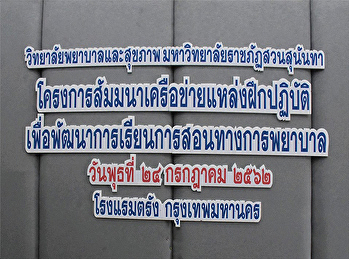 วิทยาลัยพยาบาลและสุขภาพ มหาวิทยาลัยราชภัฏสวนสุนันทา
โครงการสัมมนาเครือข่ายแหล่งฝึกปฏิบัติ
เพื่อพัฒนาการเรียนการสอนทางการพยาบาล
วันพุธที่ ๒๔ กรกฎาคม ๒๕๖๒
โรงแรมตรัง กรุงเทพมหานคร